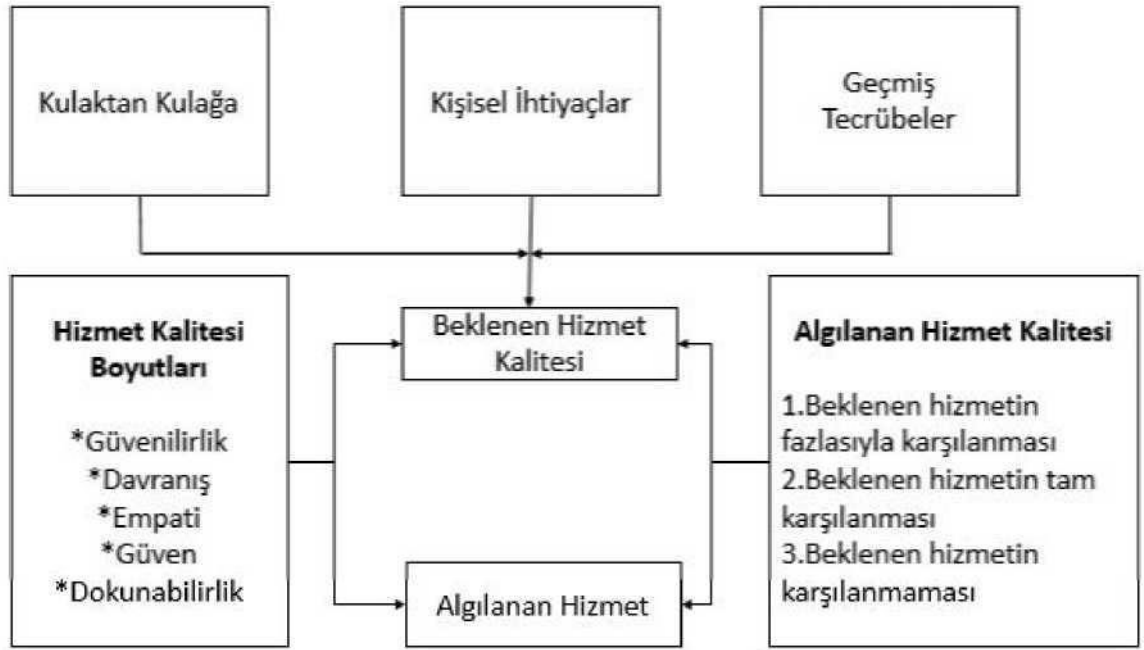 Kulaktan Kulağa
Kişisel İhtiyaçlar
Geçmiş
Tecrübeler
Hizmet Kalitesi
Boyutları
*Güvenilirlik
*Davranış
*Empati
*Güven
*Dokunabilirlik
Beklenen Hizmet
Kalitesi
Algılanan Hizmet
Algılanan Hizmet Kalitesi
1.Beklenen hizmetin
fazlasıyla karşılanması
2.Beklenen hizmetin tam
karşılanması
3.Beklenen hizmetin
karşılanmaması